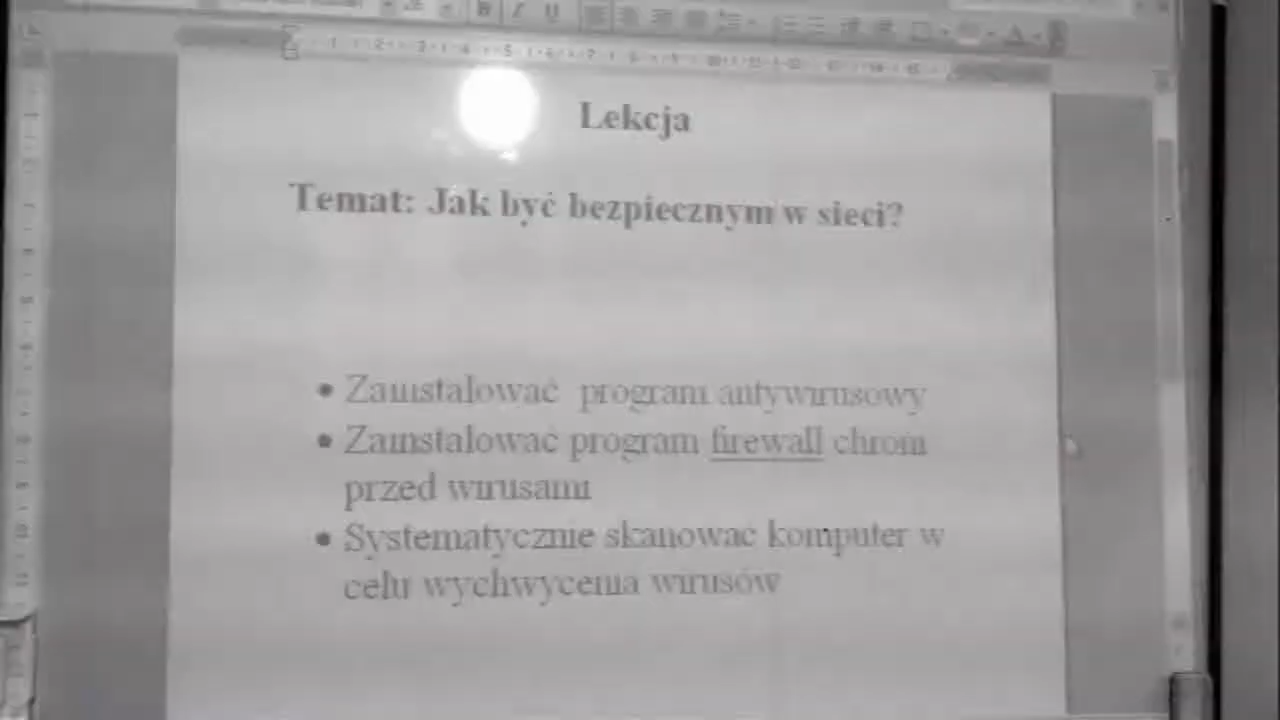 Lekcja
Temat: Jak być bezpiecznym w sieci?
• Zainstalować program antywirusowy
• Zainstalować program firewall chroni
przed wirusami
• Systematycznie skanować komputer w
celu wychwycenia wirusów